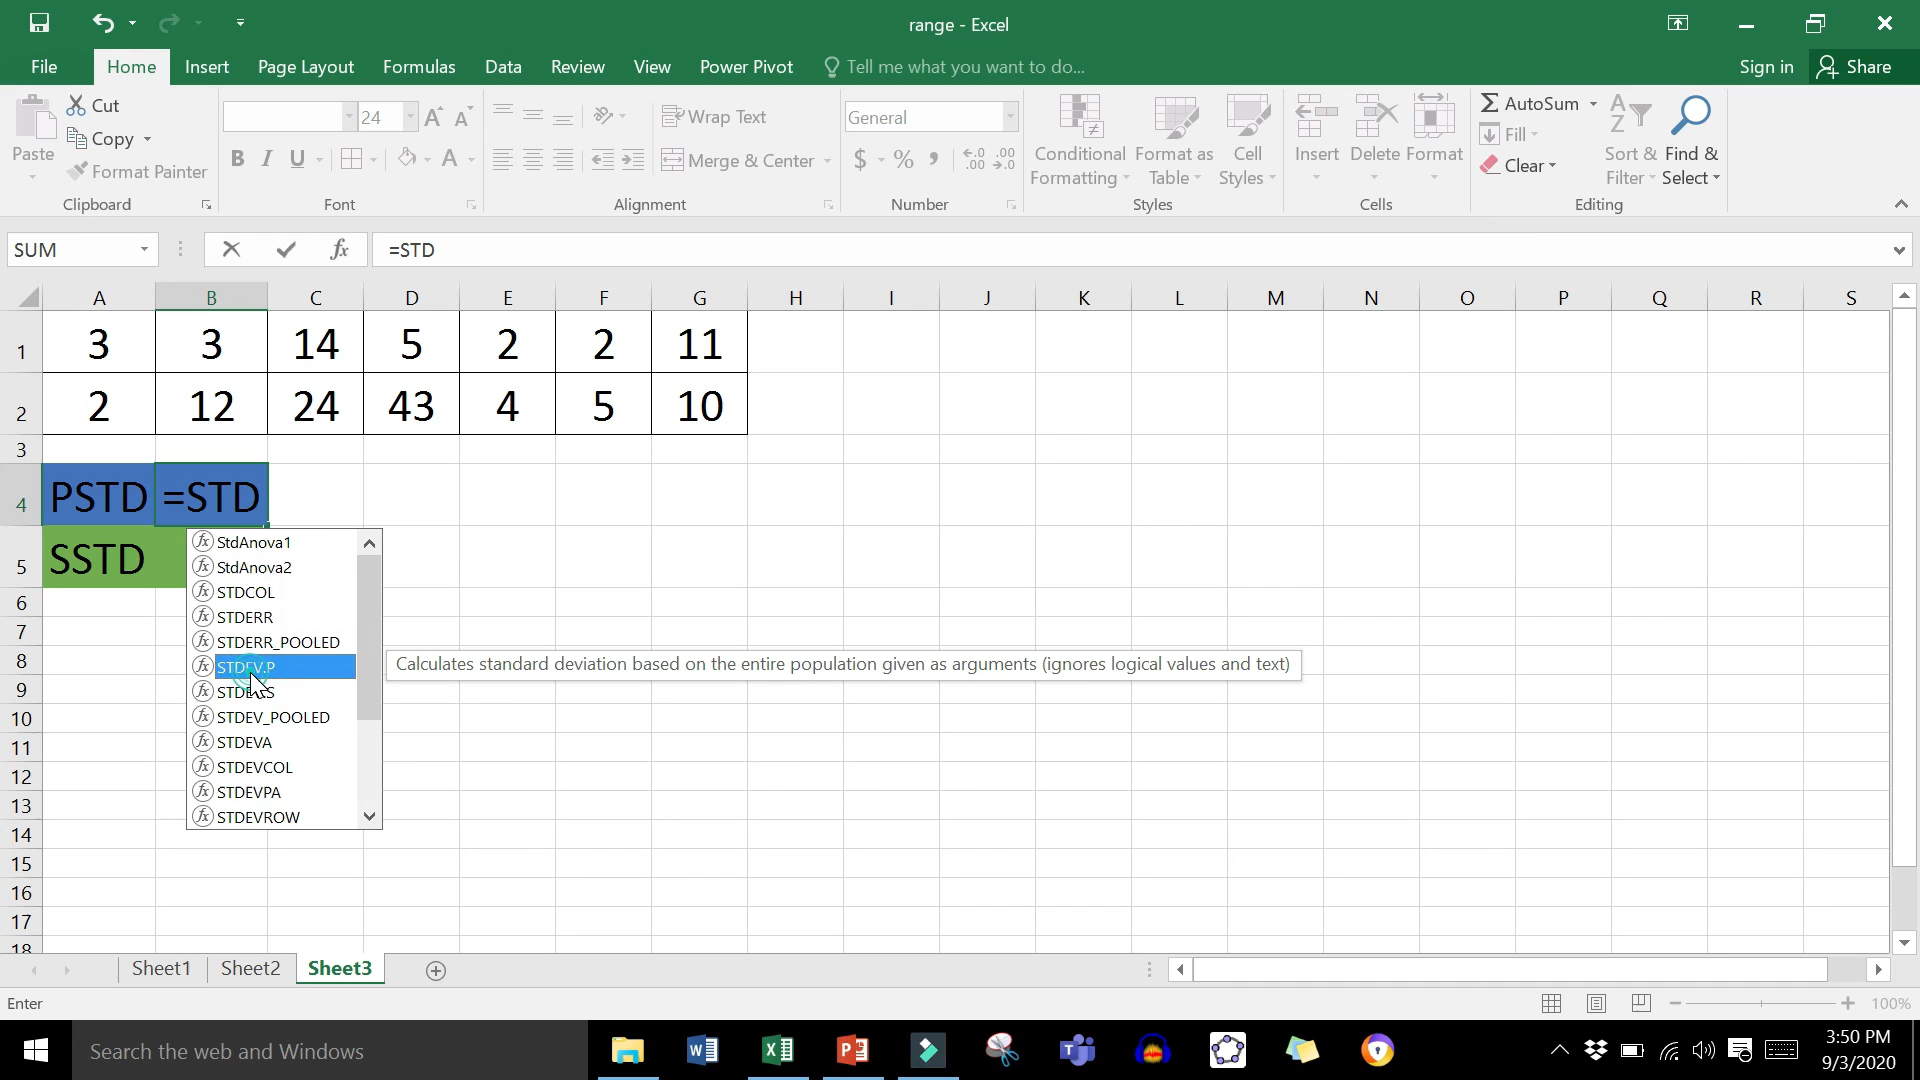 range - Excel
File Home Insert Page Layout Formulas Data Review View Power Pivot Tell me what you want to do... Sign in Share
Paste
Cut
Copy
Format Painter
Clipboard
24
B I U A
Font
Wrap Text
Merge & Center
Alignment
General
$ % ,
Number
Conditional Formatting
Format as Table
Cell Styles
Styles
Insert Delete Format
Cells
AutoSum
Fill
Clear
Sort & Filter
Find & Select
Editing
SUM fx =STD
A B C D E F G H I J K L M N O P Q R S
1 3 3 14 5 2 2 11
2 2 12 24 43 4 5 10
3
4 PSTD =STD
5 SSTD
6
7
8
9
10
11
12
13
14
15
16
17
18
StdAnova1
StdAnova2
STDCOL
STDERR
STDERR_POOLED
STDEV.P
Calculates standard deviation based on the entire population given as arguments (ignores logical values and text)
STDEV_POOLED
STDEVA
STDEVCOL
STDEVPA
STDEVROW
Sheet1 Sheet2 Sheet3
Enter 100%
Search the web and Windows
3:50 PM
9/3/2020